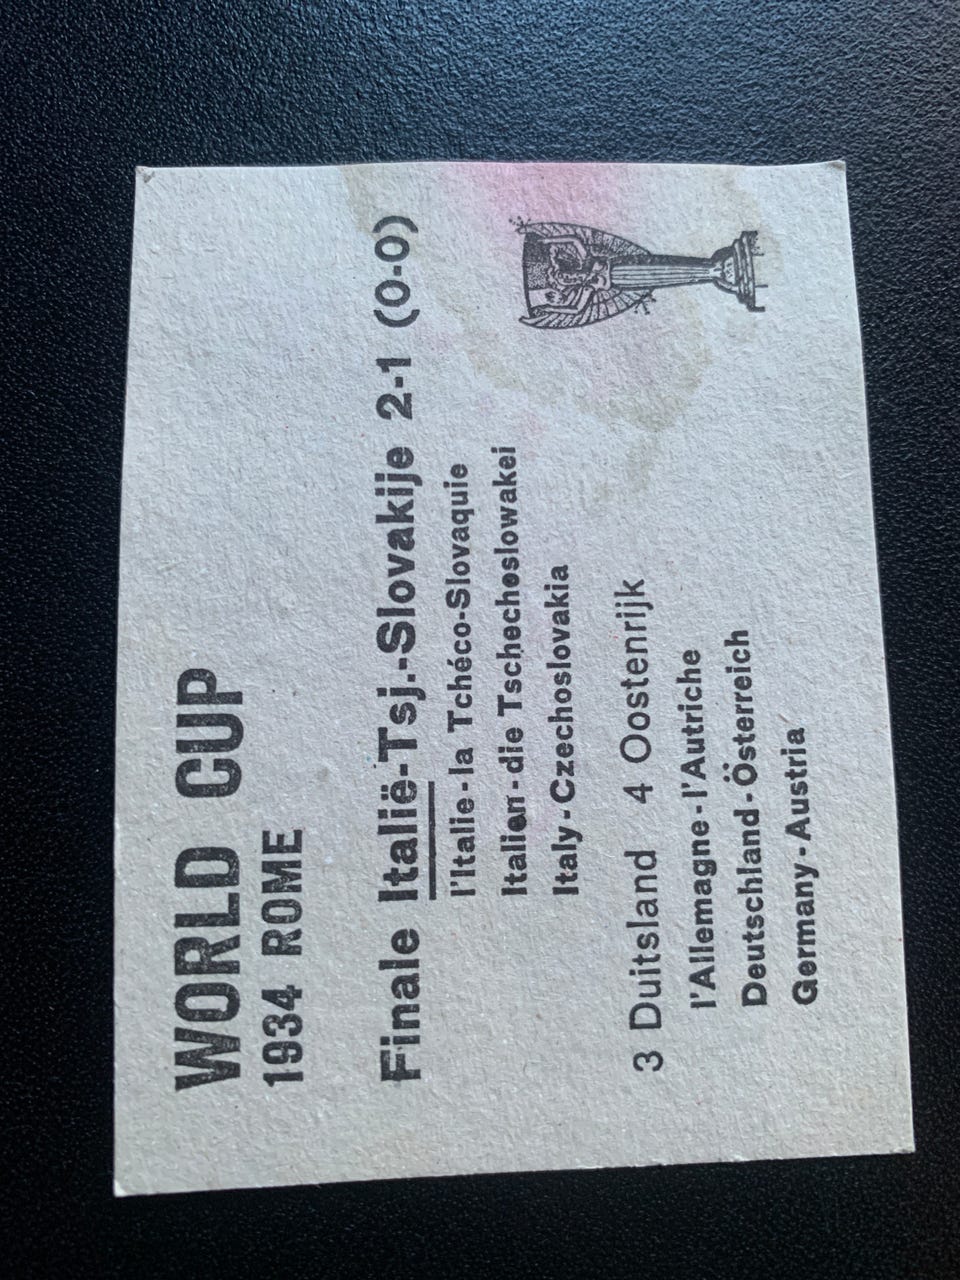 WORLD CUP
1934 ROME
Finale Italië-Tsj.-Slovakije 2-1 (0-0)
l'Italie-la Tchéco-Slovaquie
Italien-die Tschechoslowakei
Italy-Czechoslovakia
3 Duitsland 4 Oostenrijk
l'Allemagne-l'Autriche
Deutschland-Österreich
Germany-Austria